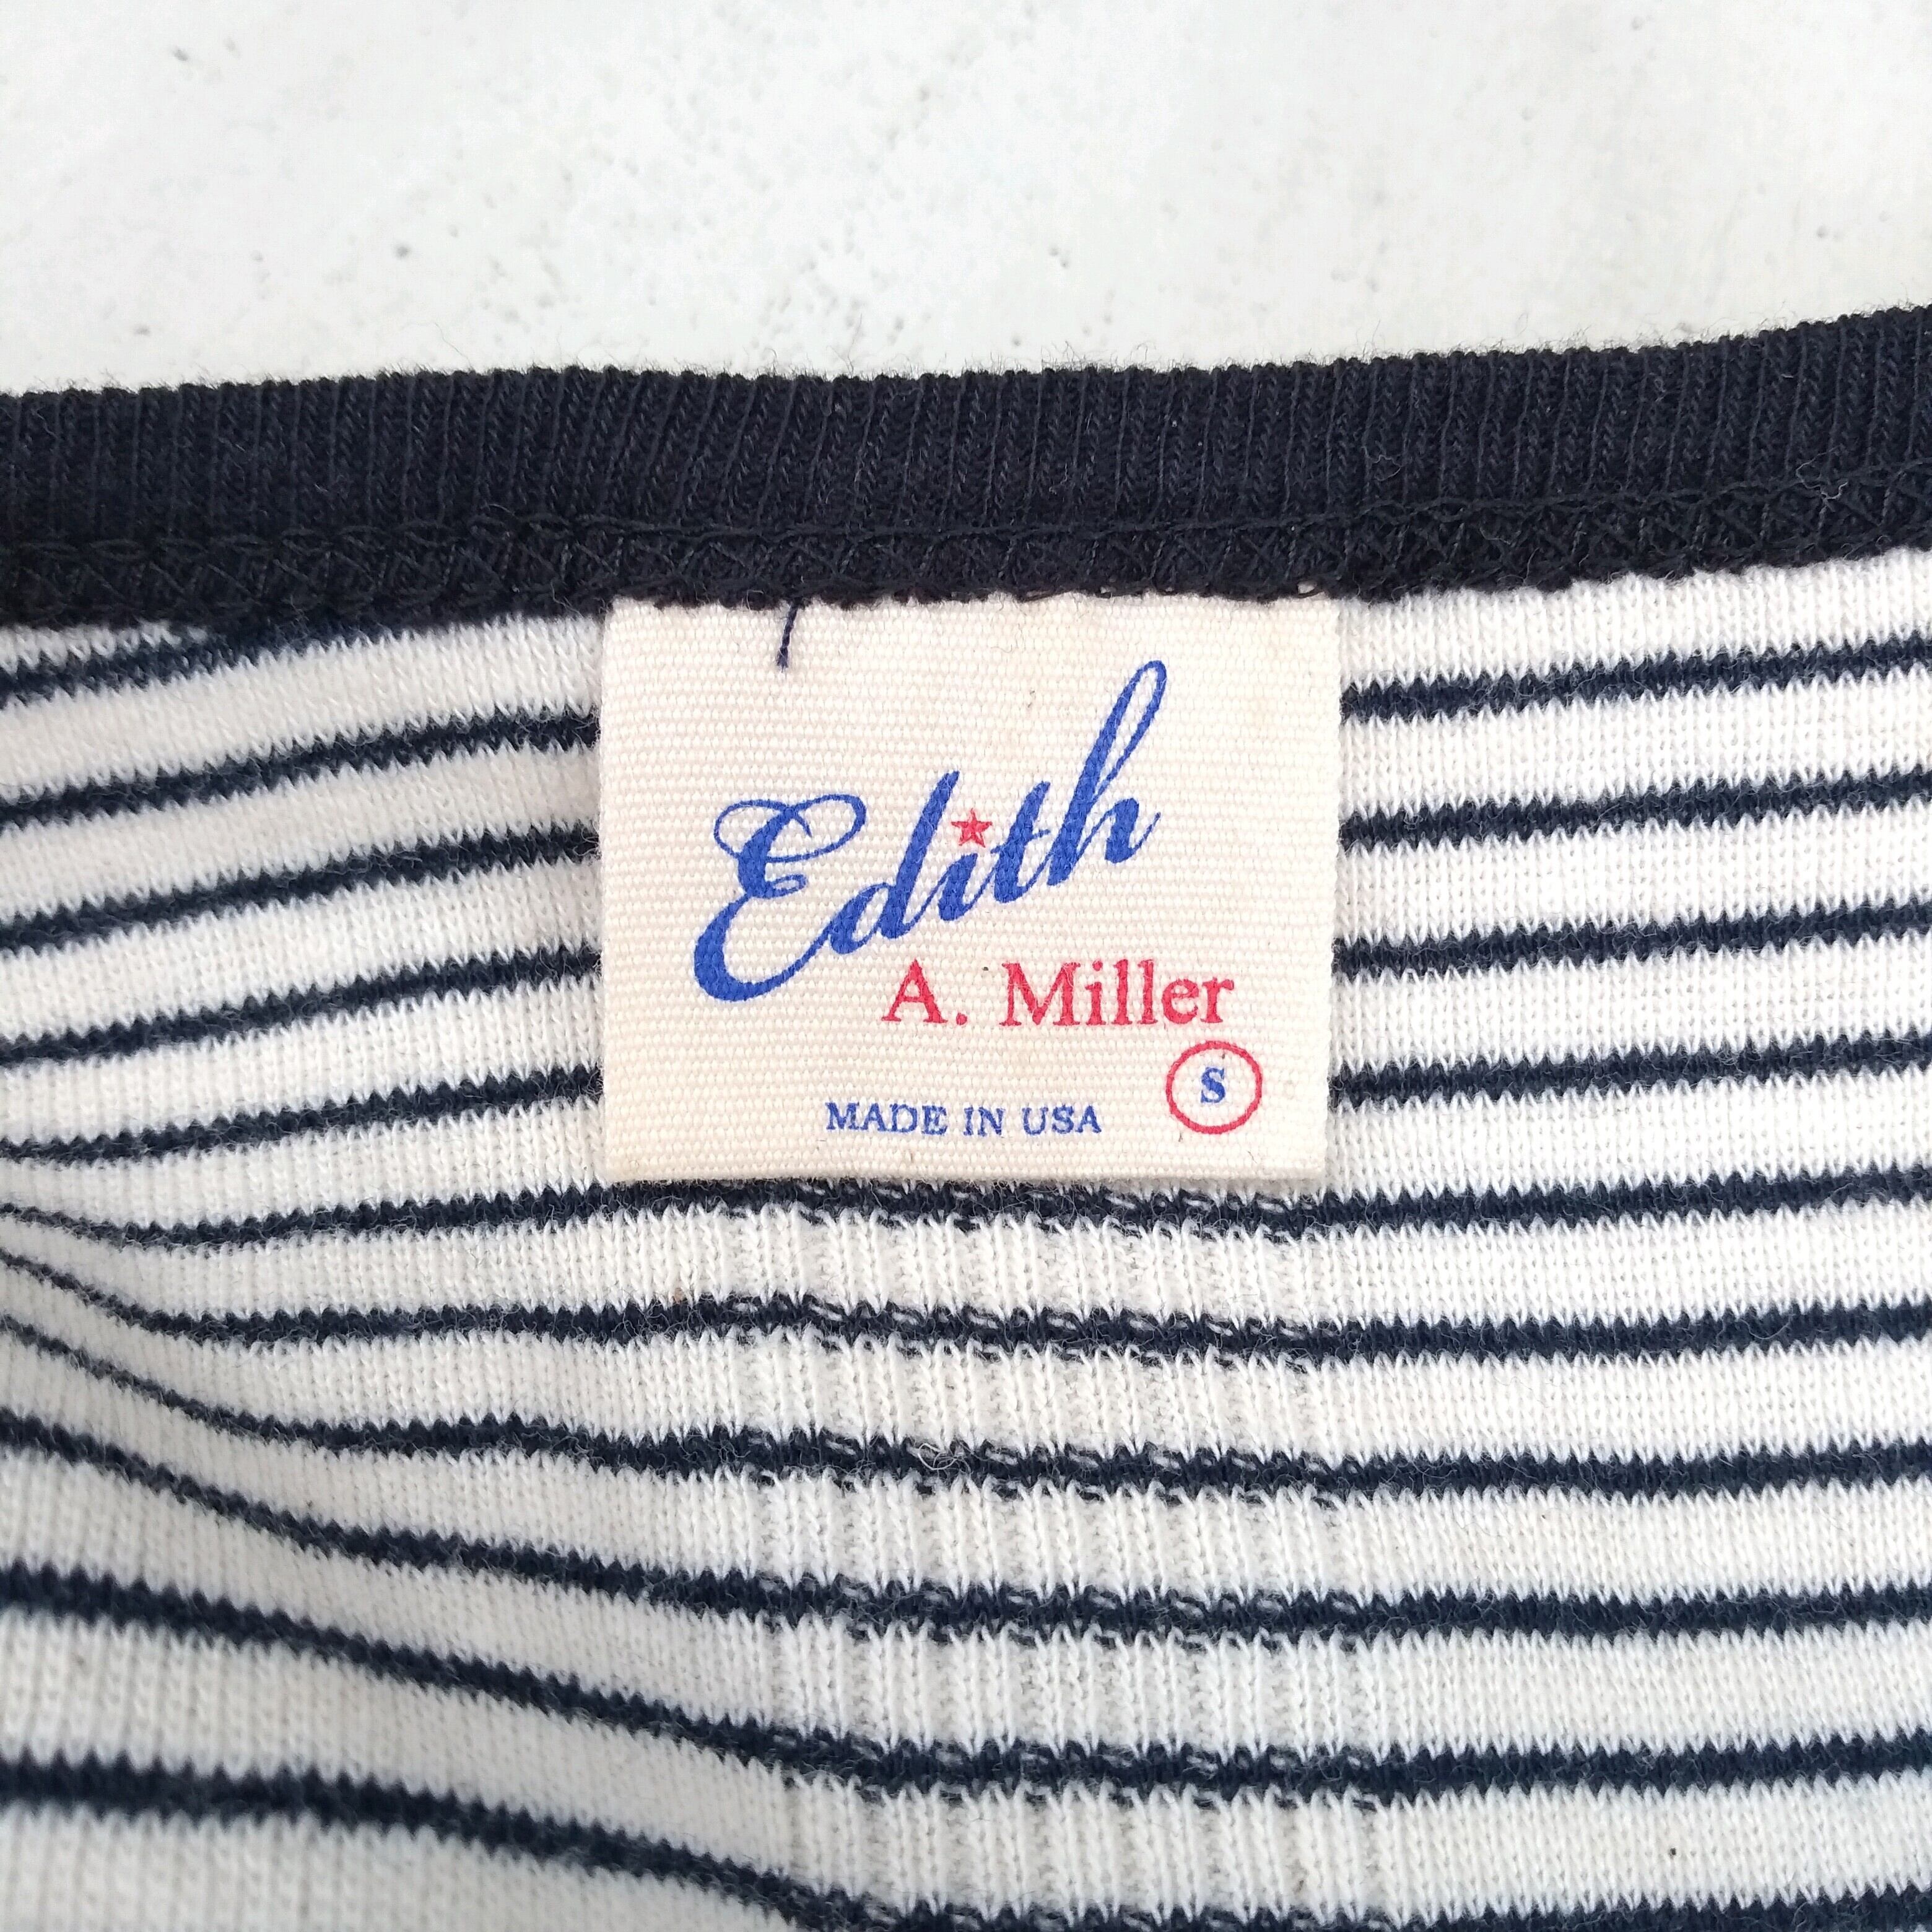 Edith
A. Miller
S
MADE IN USA